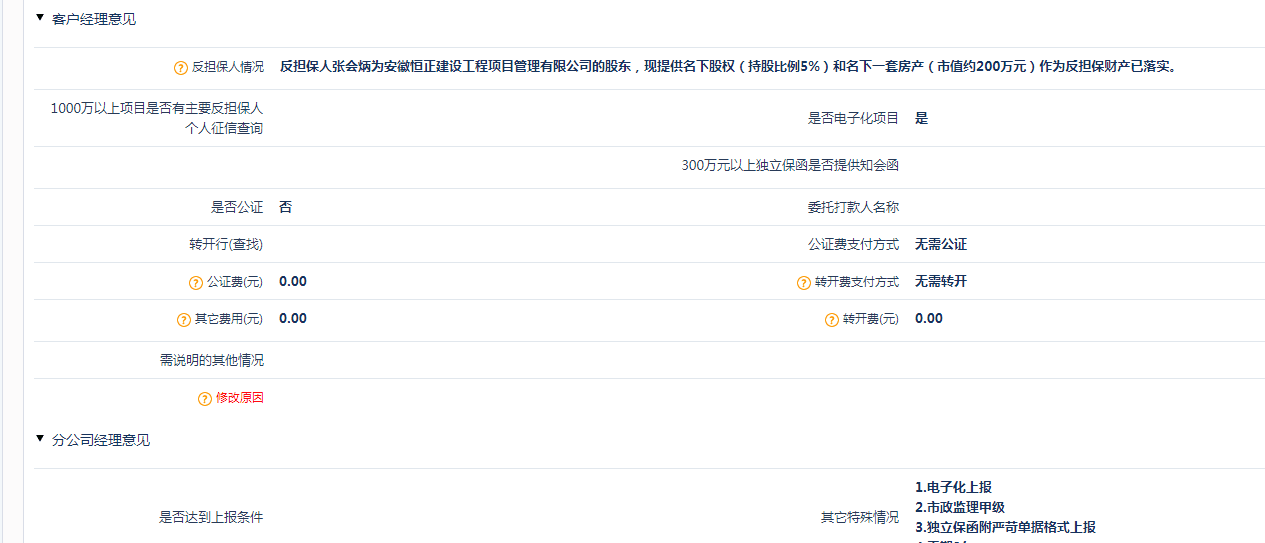 客户经理意见
反担保人情况 反担保人张会炳为安徽恒正建设工程项目管理有限公司的股东，现提供名下股权（持股比例5%）和名下一套房产（市值约200万元）作为反担保财产已落实。
1000万以上项目是否有主要反担保人
个人征信查询
是否电子化项目 是
300万元以上独立保函是否提供知会函
是否公证 否 委托打款人名称
转开行(查找) 公证费支付方式 无需公证
公证费(元) 0.00 转开费支付方式 无需转开
其它费用(元) 0.00 转开费(元) 0.00
需说明的其他情况
修改原因
分公司经理意见
是否达到上报条件 其它特殊情况
1.电子化上报
2.市政监理甲级
3.独立保函附严苛单据格式上报